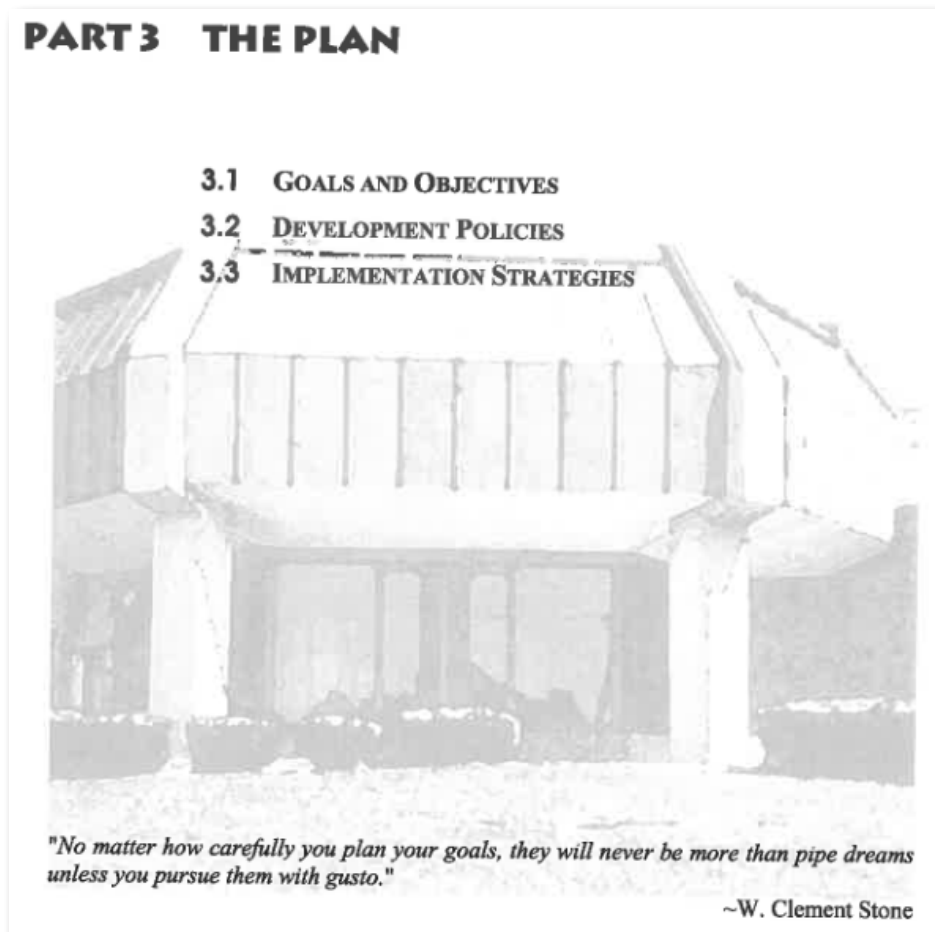 PART 3 THE PLAN
3.1 GOALS AND OBJECTIVES
3.2 DEVELOPMENT POLICIES
3.3 IMPLEMENTATION STRATEGIES
"No matter how carefully you plan your goals, they will never be more than pipe dreams
unless you pursue them with gusto."
~W. Clement Stone